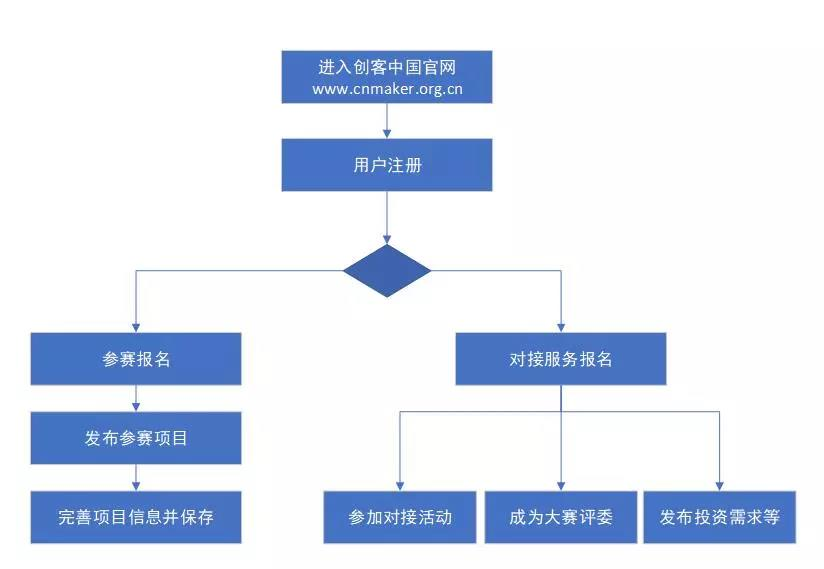 进入创客中国官网
www.cnmaker.org.cn
用户注册
参赛报名
对接服务报名
发布参赛项目
完善项目信息并保存
参加对接活动
成为大赛评委
发布投资需求等